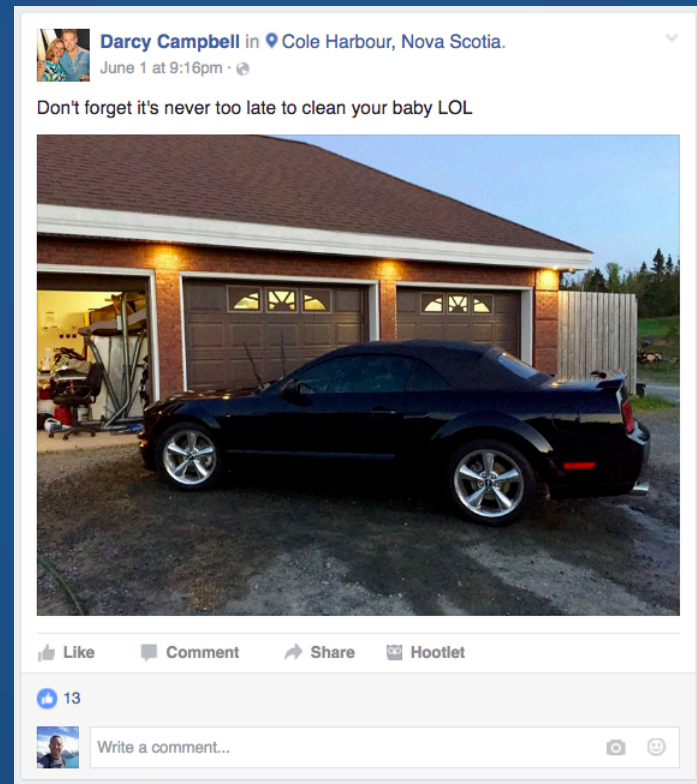 Darcy Campbell in Cole Harbour, Nova Scotia.
June 1 at 9:16pm ·
Don't forget it's never too late to clean your baby LOL
Like Comment Share Hootlet
13
Write a comment...